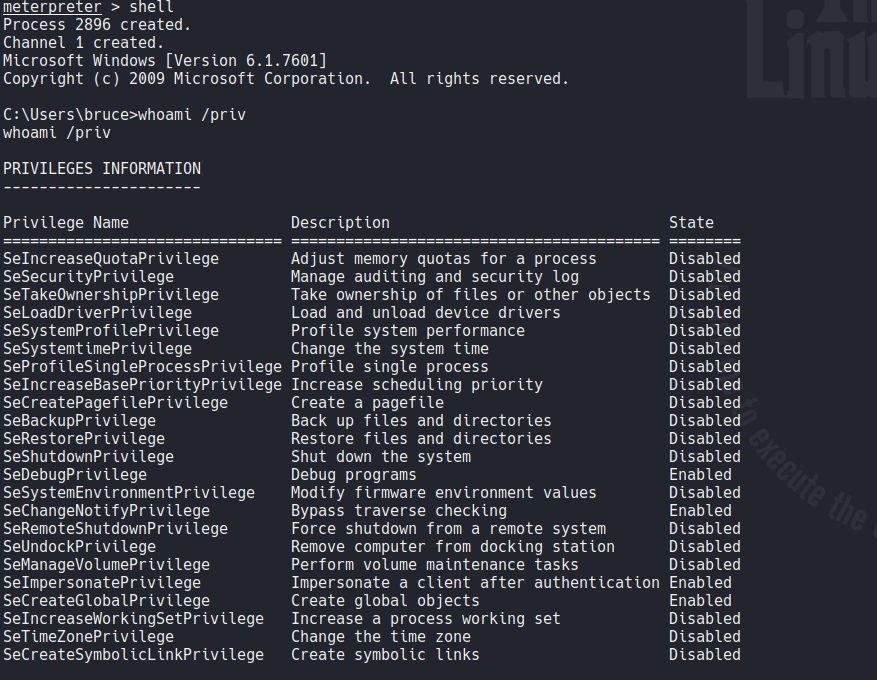 meterpreter > shell
Process 2896 created.
Channel 1 created.
Microsoft Windows [Version 6.1.7601]
Copyright (c) 2009 Microsoft Corporation.  All rights reserved.
C:\Users\bruce>whoami /priv
whoami /priv
PRIVILEGES INFORMATION
----------------------
Privilege Name                  Description                               State
=============================== ========================================= ========
SeIncreaseQuotaPrivilege        Adjust memory quotas for a process        Disabled
SeSecurityPrivilege             Manage auditing and security log          Disabled
SeTakeOwnershipPrivilege        Take ownership of files or other objects  Disabled
SeLoadDriverPrivilege           Load and unload device drivers            Disabled
SeSystemProfilePrivilege        Profile system performance                Disabled
SeSystemtimePrivilege           Change the system time                    Disabled
SeProfileSingleProcessPrivilege Profile single process                    Disabled
SeIncreaseBasePriorityPrivilege Increase scheduling priority              Disabled
SeCreatePagefilePrivilege       Create a pagefile                         Disabled
SeBackupPrivilege               Back up files and directories             Disabled
SeRestorePrivilege              Restore files and directories             Disabled
SeShutdownPrivilege             Shut down the system                      Disabled
SeDebugPrivilege                Debug programs                            Enabled
SeSystemEnvironmentPrivilege    Modify firmware environment values        Disabled
SeChangeNotifyPrivilege         Bypass traverse checking                  Enabled
SeRemoteShutdownPrivilege       Force shutdown from a remote system       Disabled
SeUndockPrivilege               Remove computer from docking station      Disabled
SeManageVolumePrivilege         Perform volume maintenance tasks          Disabled
SeImpersonatePrivilege          Impersonate a client after authentication Enabled
SeCreateGlobalPrivilege         Create global objects                     Enabled
SeIncreaseWorkingSetPrivilege   Increase a process working set            Disabled
SeTimeZonePrivilege             Change the time zone                      Disabled
SeCreateSymbolicLinkPrivilege   Create symbolic links                     Disabled
to execute the